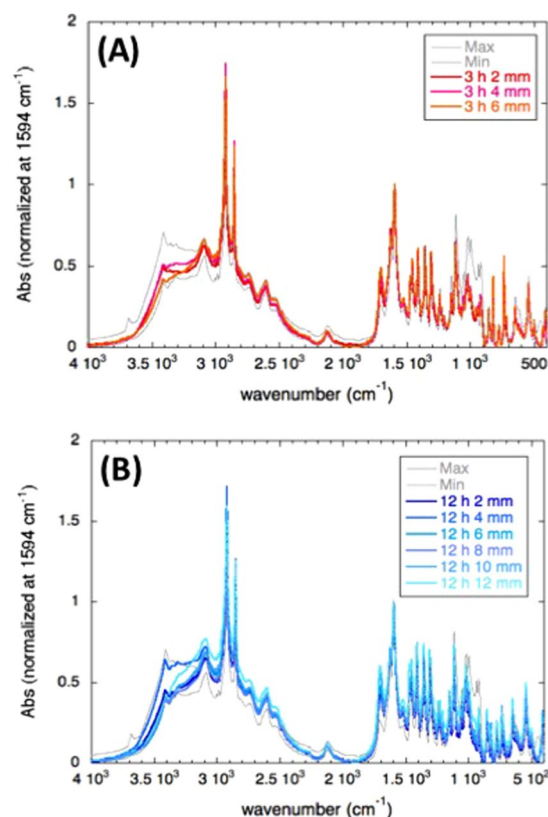 (A)
Max
Min
3 h 2 mm
3 h 4 mm
3 h 6 mm
Abs (normalized at 1594 cm-1)
2
1.5
1
0.5
0
4 10³ 3.5 10³ 3 10³ 2.5 10³ 2 10³ 1.5 10³ 1 10³ 500
wavenumber (cm-1)
(B)
Max
Min
12 h 2 mm
12 h 4 mm
12 h 6 mm
12 h 8 mm
12 h 10 mm
12 h 12 mm
Abs (normalized at 1594 cm-1)
2
1.5
1
0.5
0
4 10³ 3.5 10³ 3 10³ 2.5 10³ 2 10³ 1.5 10³ 1 10³ 5 10²
wavenumber (cm-1)